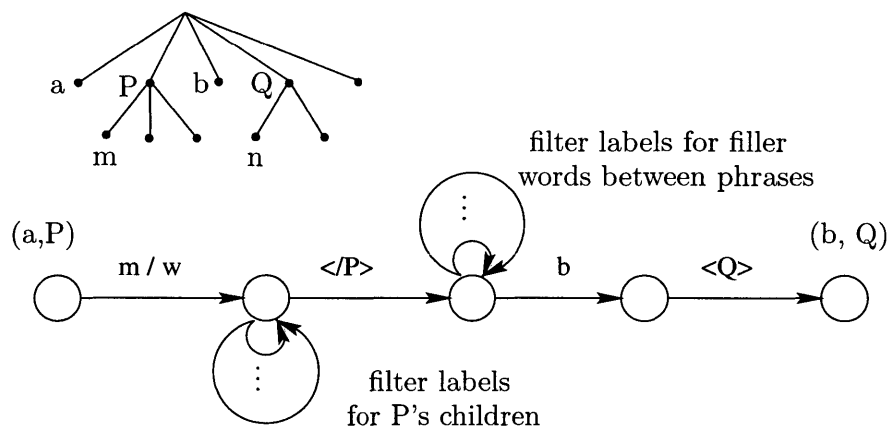 a P b Q
m n
filter labels for filler
words between phrases
(a,P) (b, Q)
m / w </P> b <Q>
filter labels
for P's children